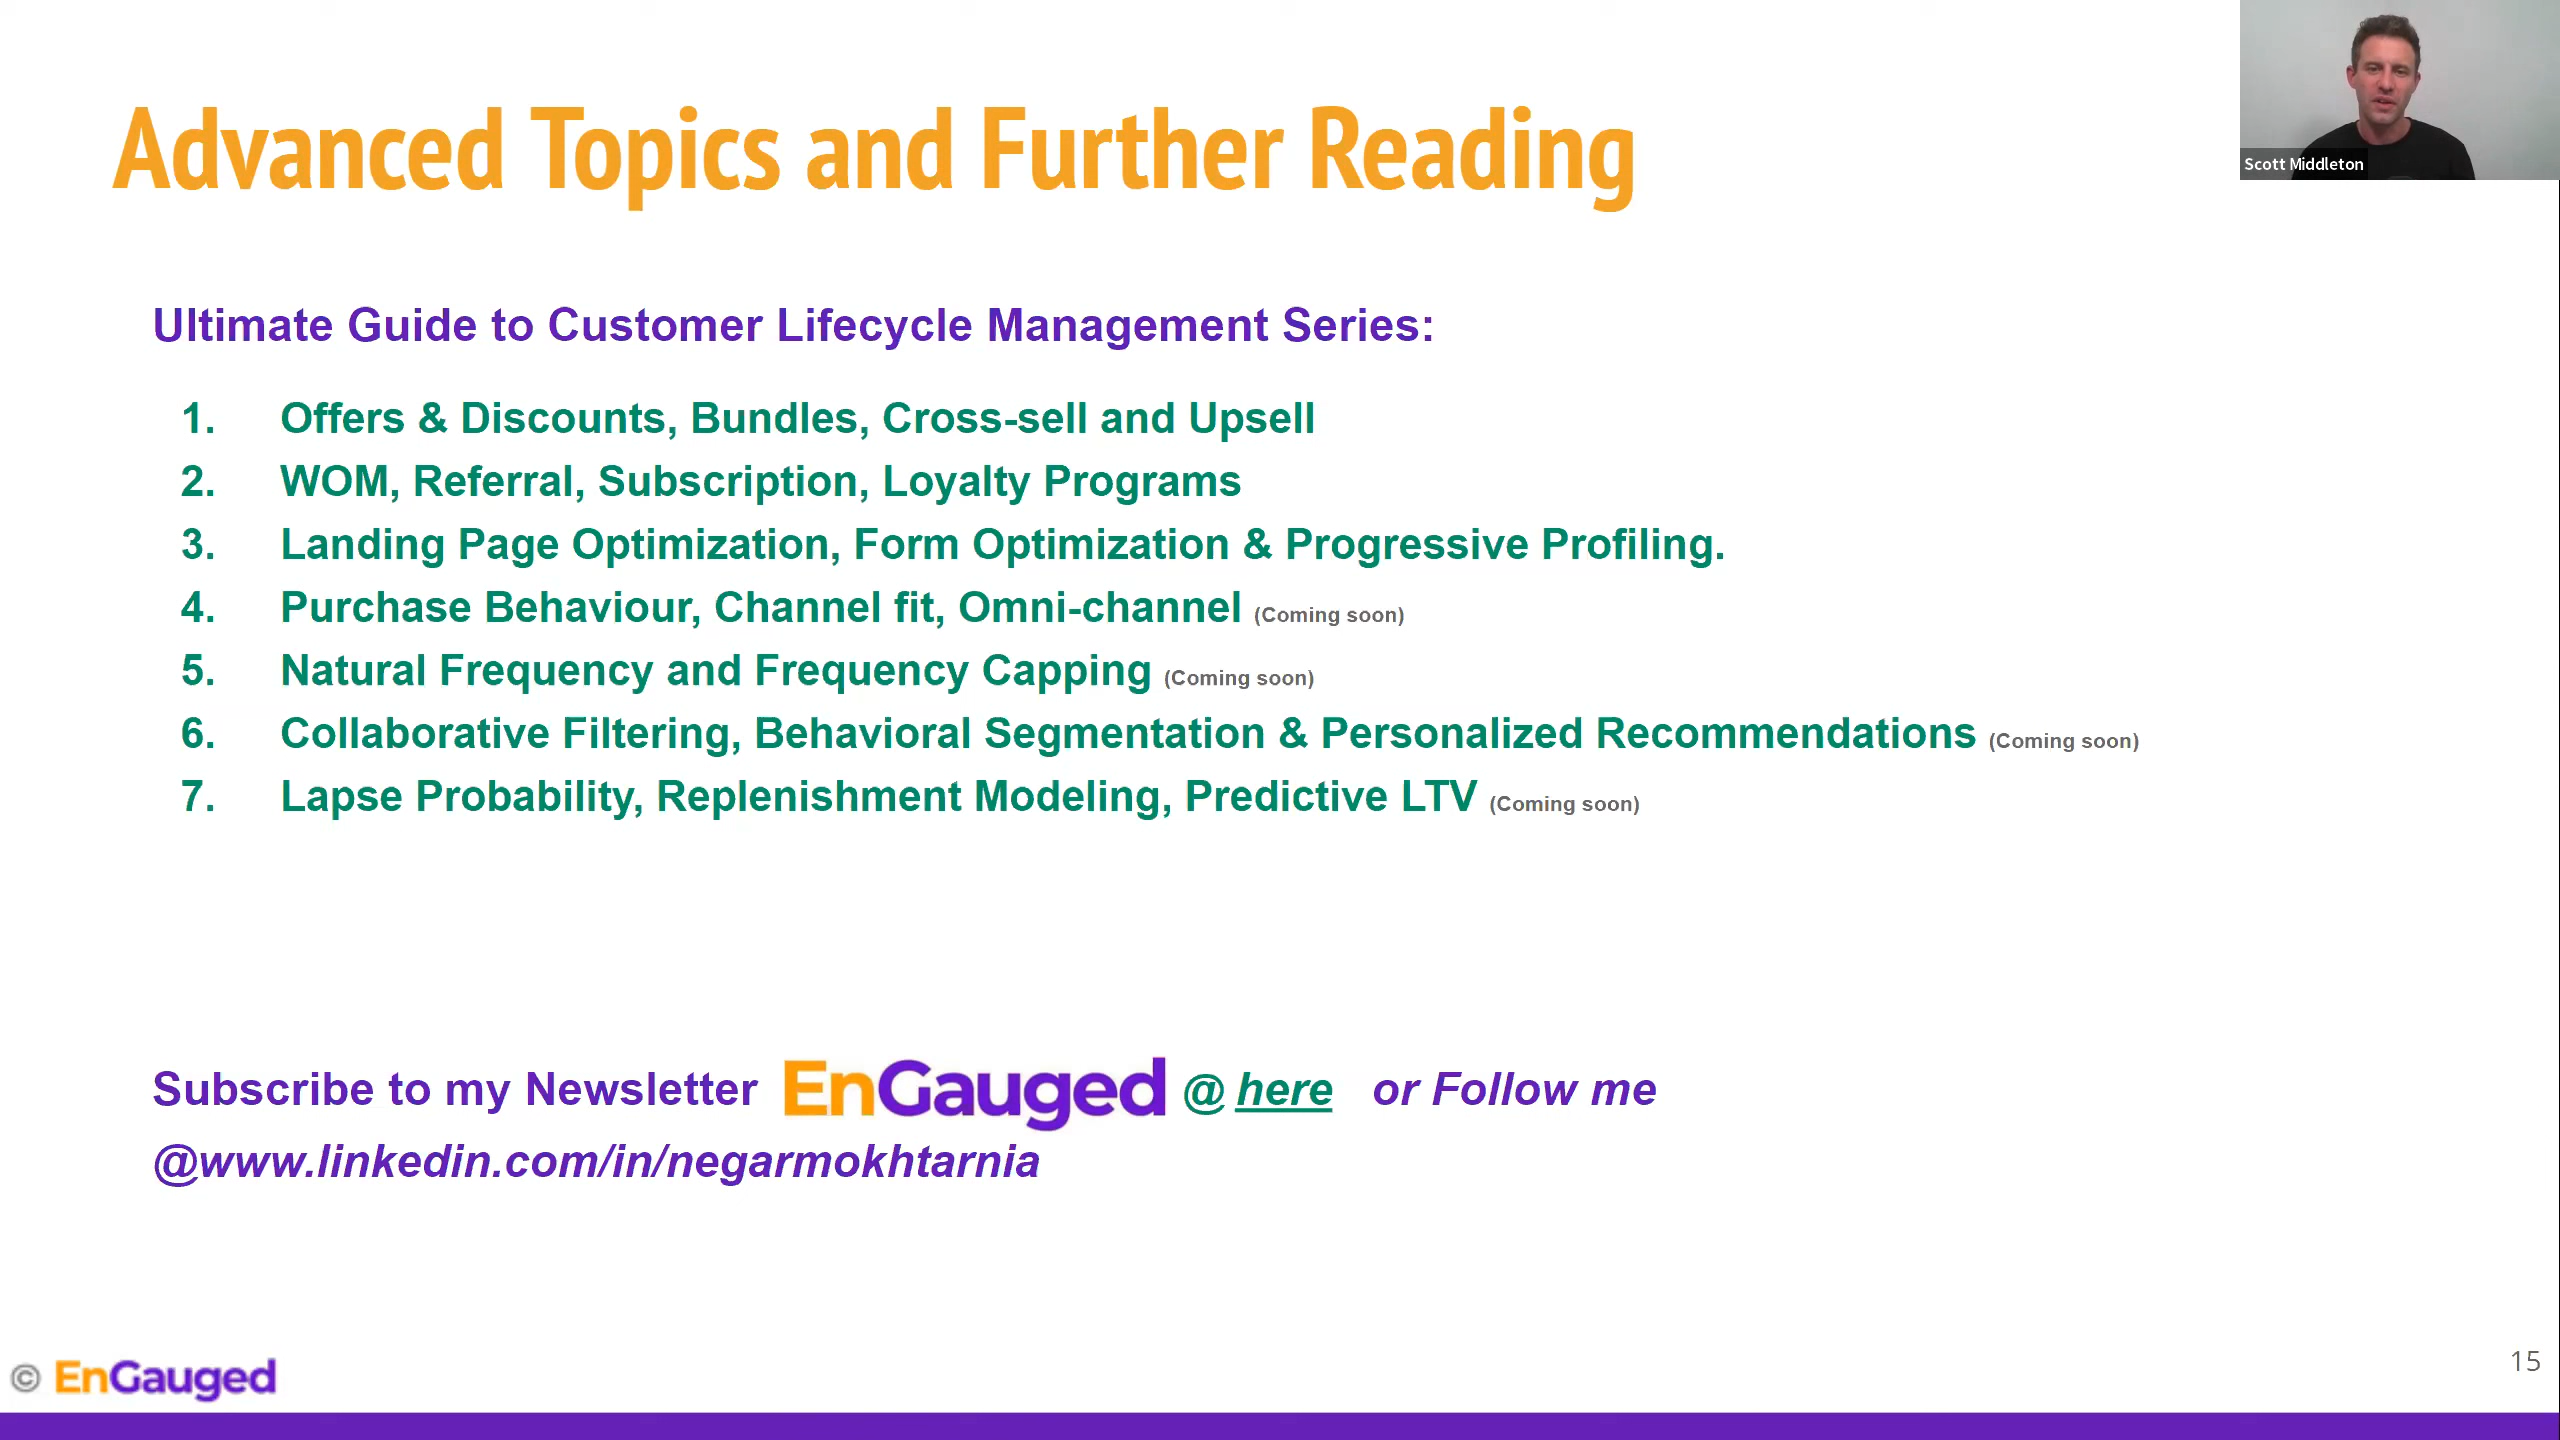 Advanced Topics and Further Reading
Scott Middleton
Ultimate Guide to Customer Lifecycle Management Series:
1. Offers & Discounts, Bundles, Cross-sell and Upsell
2. WOM, Referral, Subscription, Loyalty Programs
3. Landing Page Optimization, Form Optimization & Progressive Profiling.
4. Purchase Behaviour, Channel fit, Omni-channel (Coming soon)
5. Natural Frequency and Frequency Capping (Coming soon)
6. Collaborative Filtering, Behavioral Segmentation & Personalized Recommendations (Coming soon)
7. Lapse Probability, Replenishment Modeling, Predictive LTV (Coming soon)
Subscribe to my Newsletter EnGauged @ here or Follow me
@www.linkedin.com/in/negarmokhtarnia
© EnGauged
15